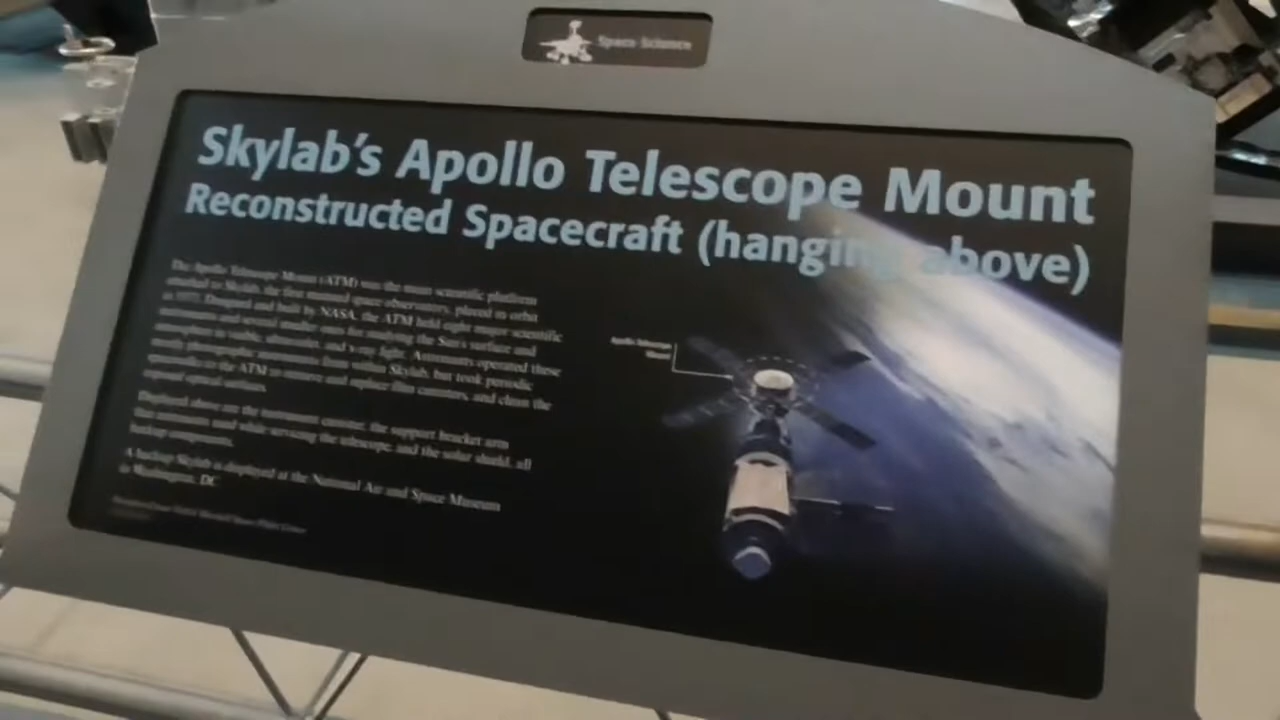 Space Science
Skylab's Apollo Telescope Mount
Reconstructed Spacecraft (hanging above)
The Apollo Telescope Mount (ATM) was the main scientific platform
attached to Skylab, the first manned space observatory, placed in orbit
in 1973. Designed and built by NASA, the ATM held eight major scientific
instruments and several smaller ones for studying the Sun's surface and
atmosphere in visible, ultraviolet, and x-ray light. Astronauts operated these
mostly photographic instruments from within Skylab, but took periodic
spacewalks to the ATM to remove and replace film canisters, and clean the
exposed optical surfaces.
Displayed above are the instrument canister, the support bracket arm
that astronauts used while servicing the telescope, and the solar shield, all
backup components.
A backup Skylab is displayed at the National Air and Space Museum
in Washington, DC
Apollo Telescope
Mount